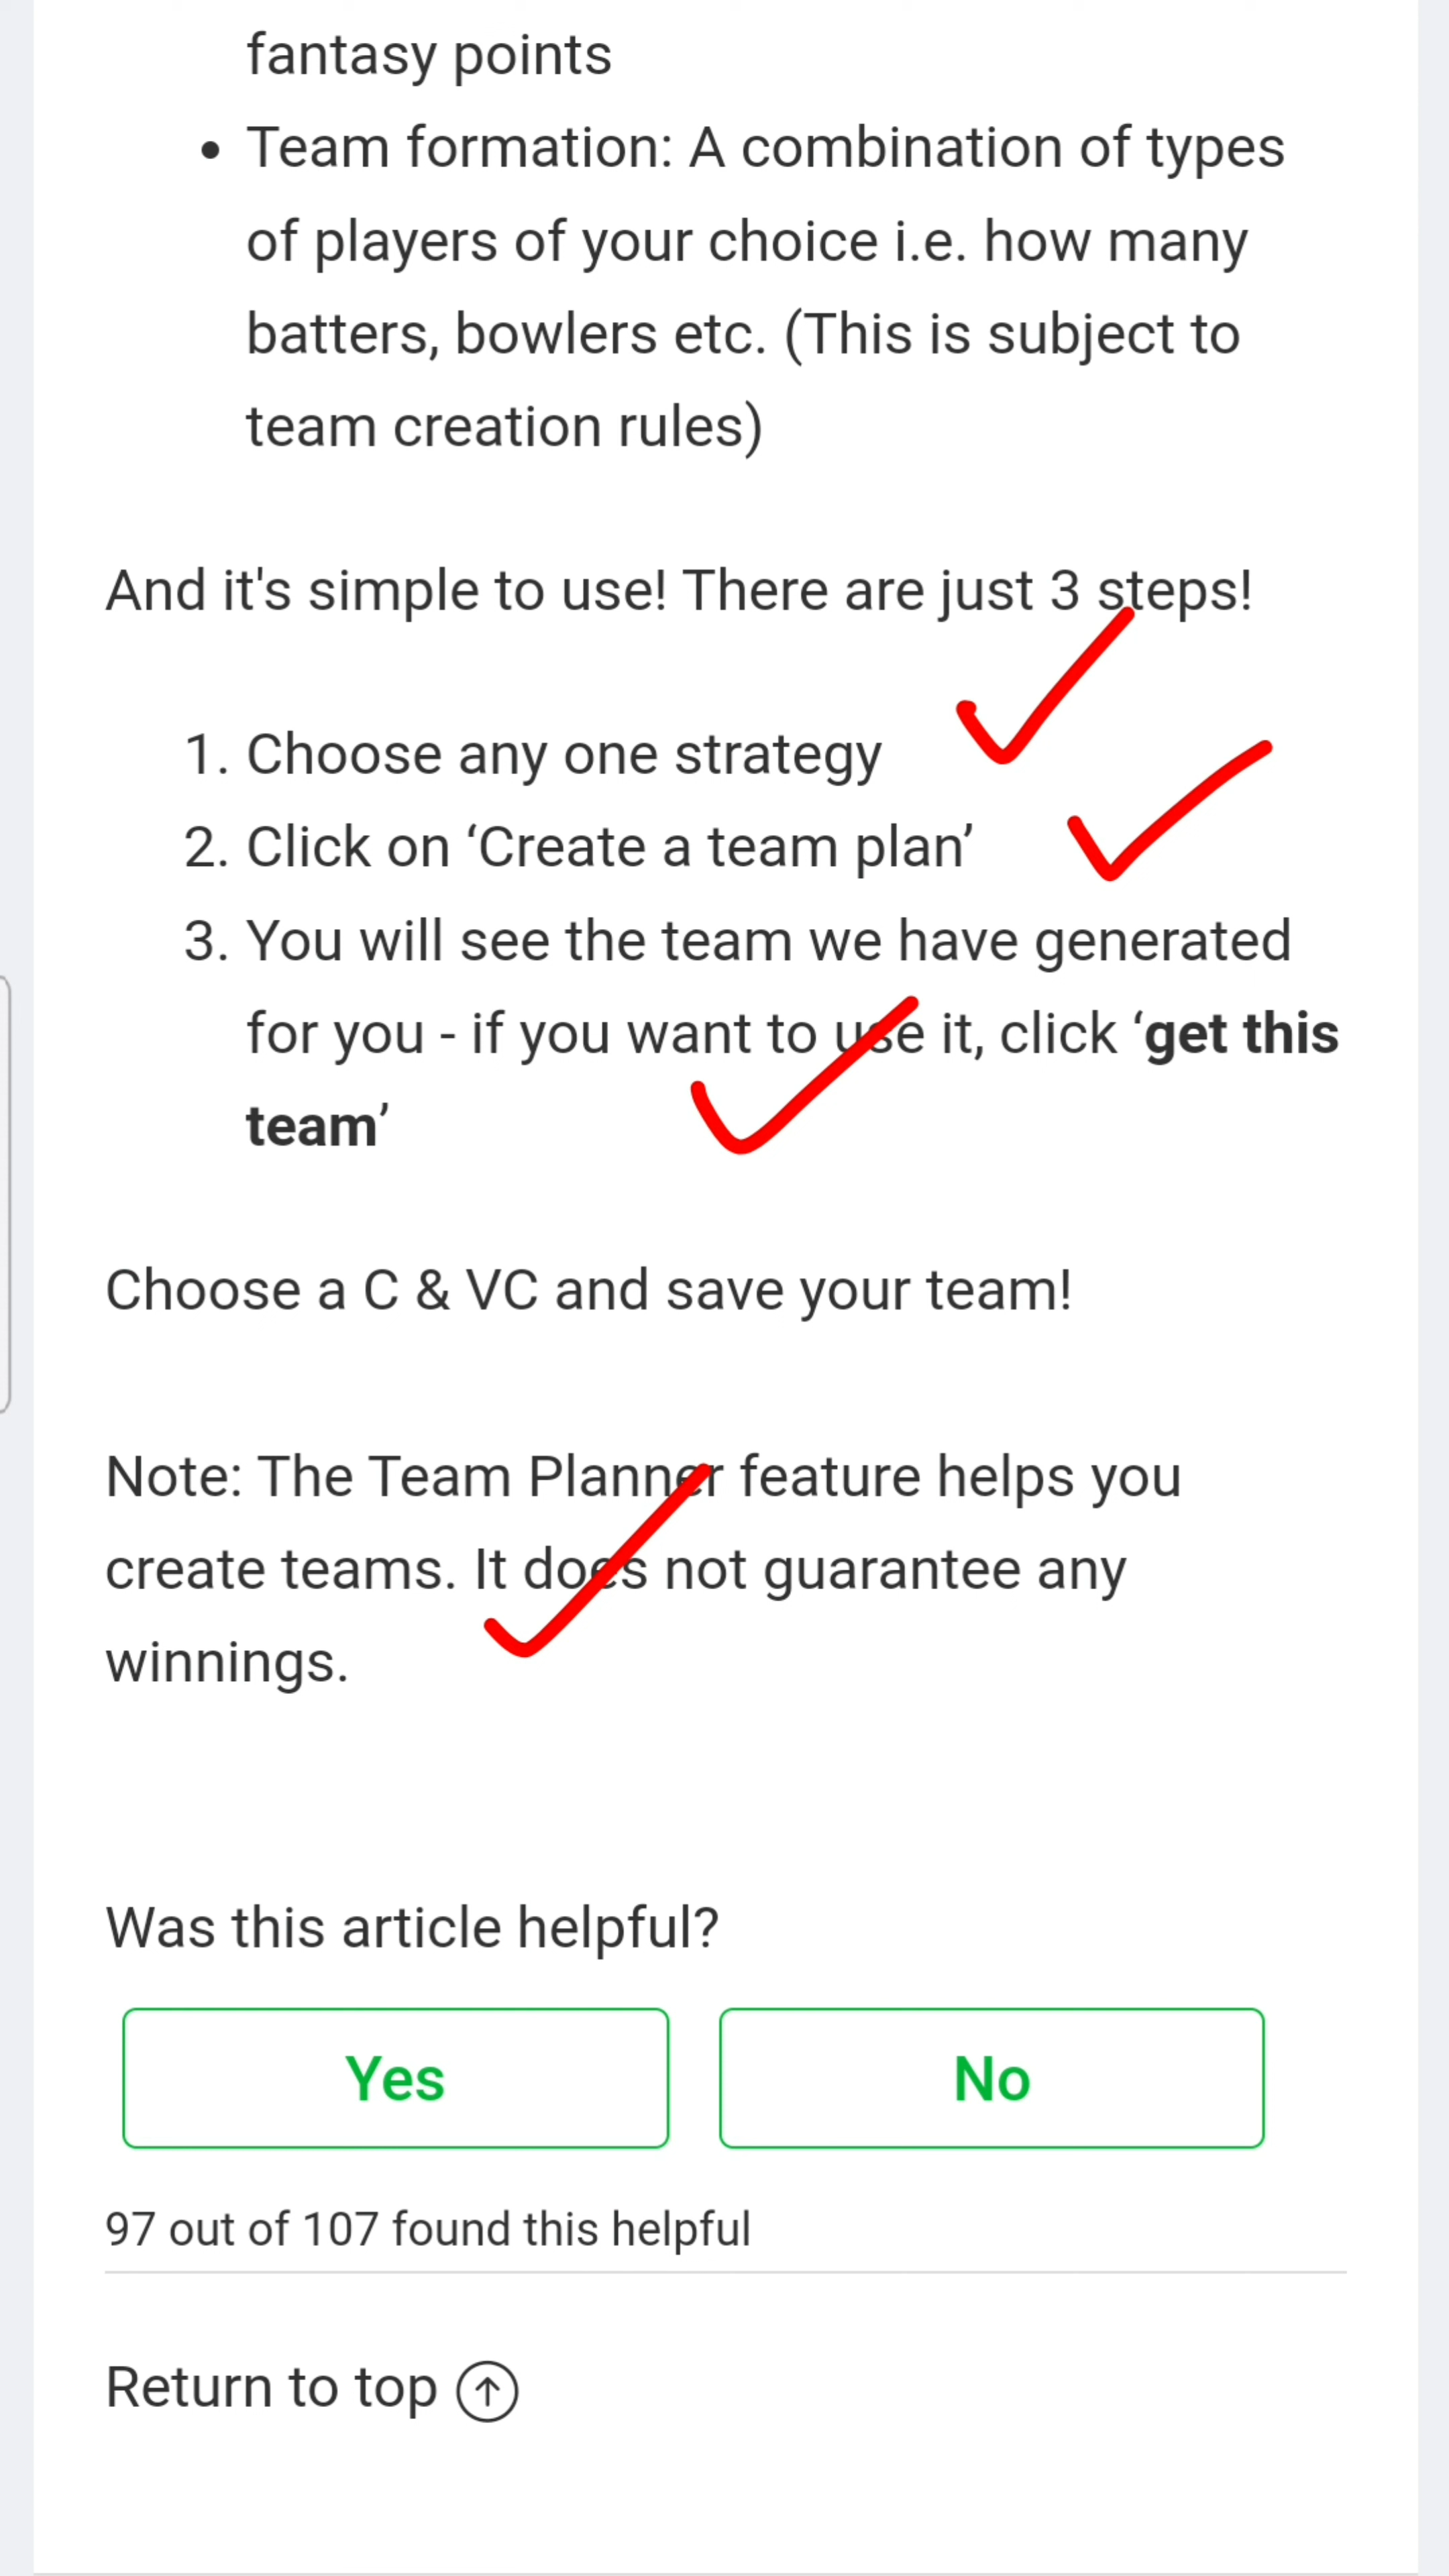 fantasy points
• Team formation: A combination of types
of players of your choice i.e. how many
batters, bowlers etc. (This is subject to
team creation rules)
And it's simple to use! There are just 3 steps!
1. Choose any one strategy
2. Click on ‘Create a team plan’
3. You will see the team we have generated
for you - if you want to use it, click ‘get this
team’
Choose a C & VC and save your team!
Note: The Team Planner feature helps you
create teams. It does not guarantee any
winnings.
Was this article helpful?
Yes No
97 out of 107 found this helpful
Return to top